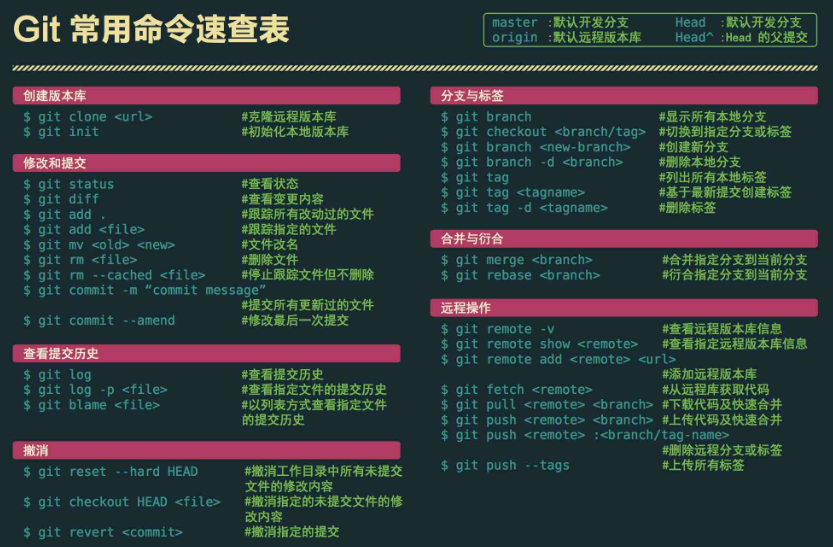 Git 常用命令速查表
master :默认开发分支 Head :默认开发分支
origin :默认远程版本库 Head^ :Head 的父提交
创建版本库
$ git clone <url> #克隆远程版本库
$ git init #初始化本地版本库
修改和提交
$ git status #查看状态
$ git diff #查看变更内容
$ git add . #跟踪所有改动过的文件
$ git add <file> #跟踪指定的文件
$ git mv <old> <new> #文件改名
$ git rm <file> #删除文件
$ git rm --cached <file> #停止跟踪文件但不删除
$ git commit -m “commit message”
#提交所有更新过的文件
$ git commit --amend #修改最后一次提交
查看提交历史
$ git log #查看提交历史
$ git log -p <file> #查看指定文件的提交历史
$ git blame <file> #以列表方式查看指定文件
的提交历史
撤消
$ git reset --hard HEAD #撤消工作目录中所有未提交
文件的修改内容
$ git checkout HEAD <file> #撤消指定的未提交文件的修
改内容
$ git revert <commit> #撤消指定的提交
分支与标签
$ git branch #显示所有本地分支
$ git checkout <branch/tag> #切换到指定分支或标签
$ git branch <new-branch> #创建新分支
$ git branch -d <branch> #删除本地分支
$ git tag #列出所有本地标签
$ git tag <tagname> #基于最新提交创建标签
$ git tag -d <tagname> #删除标签
合并与衍合
$ git merge <branch> #合并指定分支到当前分支
$ git rebase <branch> #衍合指定分支到当前分支
远程操作
$ git remote -v #查看远程版本库信息
$ git remote show <remote> #查看指定远程版本库信息
$ git remote add <remote> <url>
#添加远程版本库
$ git fetch <remote> #从远程库获取代码
$ git pull <remote> <branch> #下载代码及快速合并
$ git push <remote> <branch> #上传代码及快速合并
$ git push <remote> :<branch/tag-name>
#删除远程分支或标签
$ git push --tags #上传所有标签